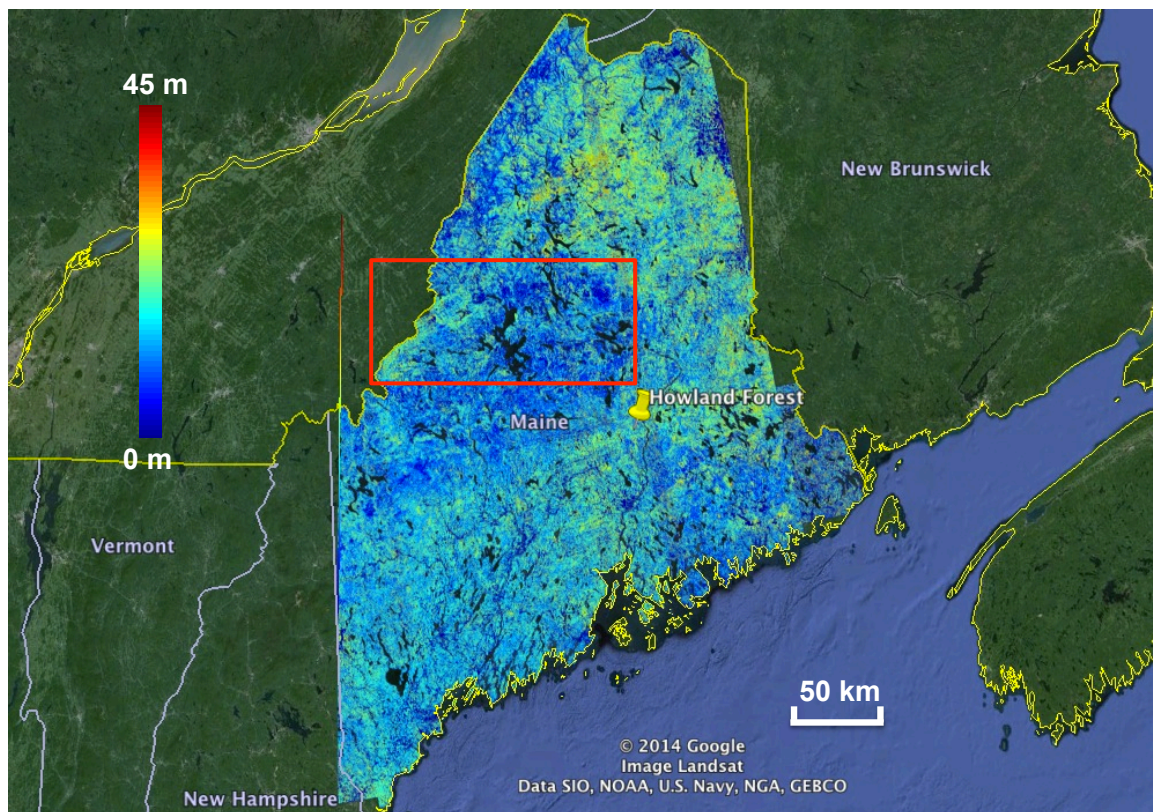 45 m
0 m
New Brunswick
Howland Forest
Maine
Vermont
50 km
© 2014 Google
Image Landsat
Data SIO, NOAA, U.S. Navy, NGA, GEBCO
New Hampshire